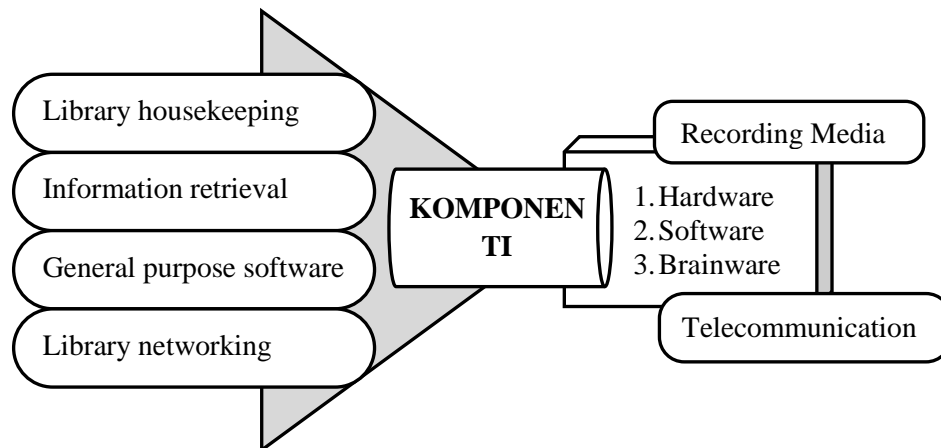 Library housekeeping
Information retrieval
General purpose software
Library networking
KOMPONEN
TI
Recording Media
1. Hardware
2. Software
3. Brainware
Telecommunication